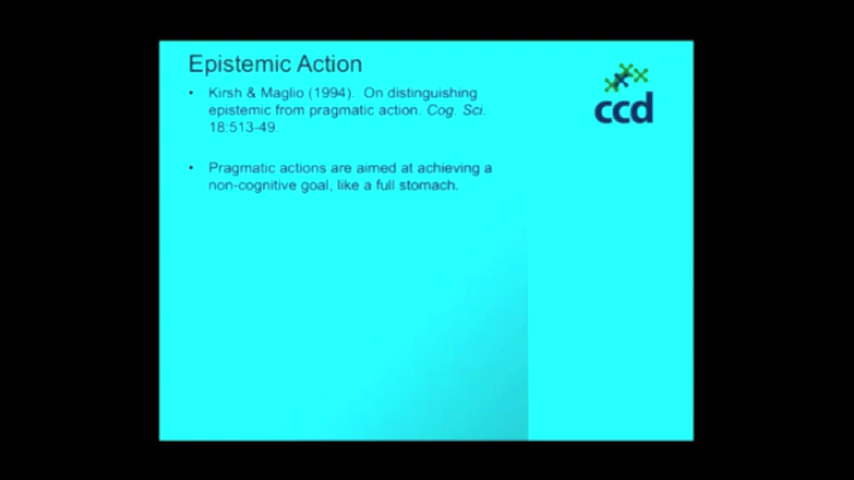 Epistemic Action
• Kirsh & Maglio (1994). On distinguishing
epistemic from pragmatic action. Cog. Sci.
18:513-49.
• Pragmatic actions are aimed at achieving a
non-cognitive goal, like a full stomach.
ccd